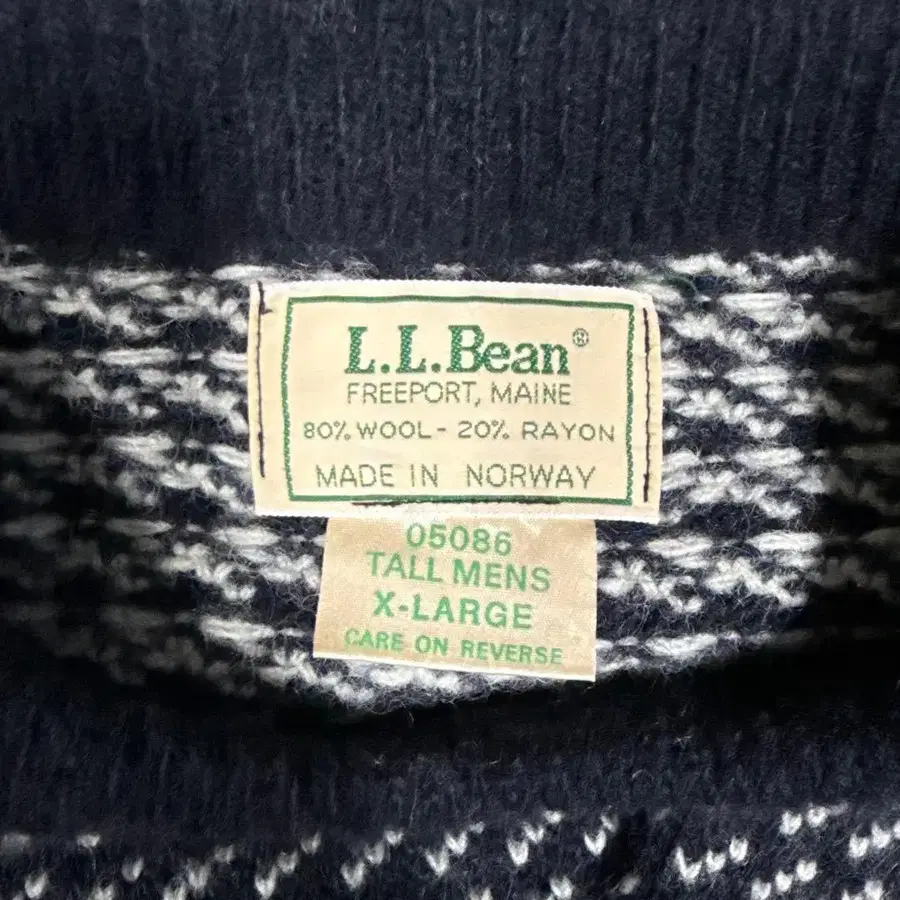 L.L.Bean®
FREEPORT, MAINE
80% WOOL - 20% RAYON
MADE IN NORWAY
05086
TALL MENS
X-LARGE
CARE ON REVERSE